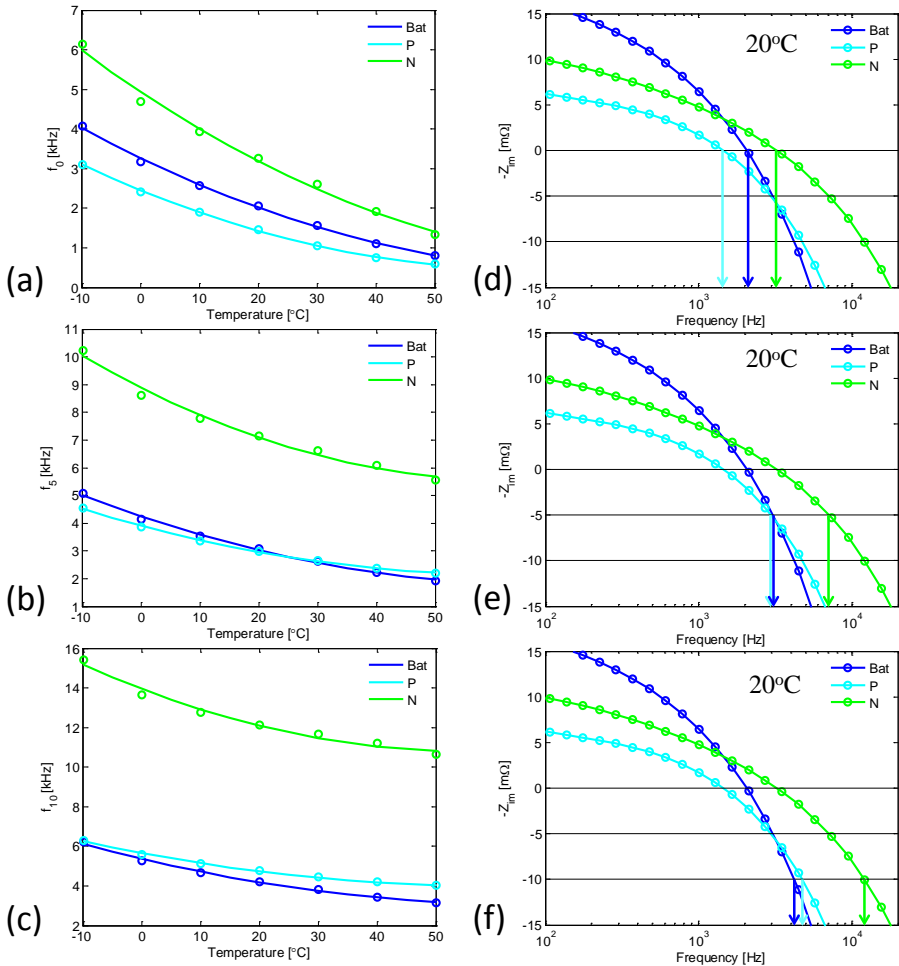 (a)
f0 [kHz]
7
6
5
4
3
2
1
0
-10 0 10 20 30 40 50
Temperature [°C]
Bat
P
N
(d)
-Zim [mΩ]
15
10
5
0
-5
-10
-15
10^2 10^3 10^4
Frequency [Hz]
20°C
Bat
P
N
(b)
f5 [kHz]
11
10
9
8
7
6
5
4
3
2
1
-10 0 10 20 30 40 50
Temperature [°C]
Bat
P
N
(e)
-Zim [mΩ]
15
10
5
0
-5
-10
-15
10^2 10^3 10^4
Frequency [Hz]
20°C
Bat
P
N
(c)
f10 [kHz]
16
14
12
10
8
6
4
2
-10 0 10 20 30 40 50
Temperature [°C]
Bat
P
N
(f)
-Zim [mΩ]
15
10
5
0
-5
-10
-15
10^2 10^3 10^4
Frequency [Hz]
20°C
Bat
P
N